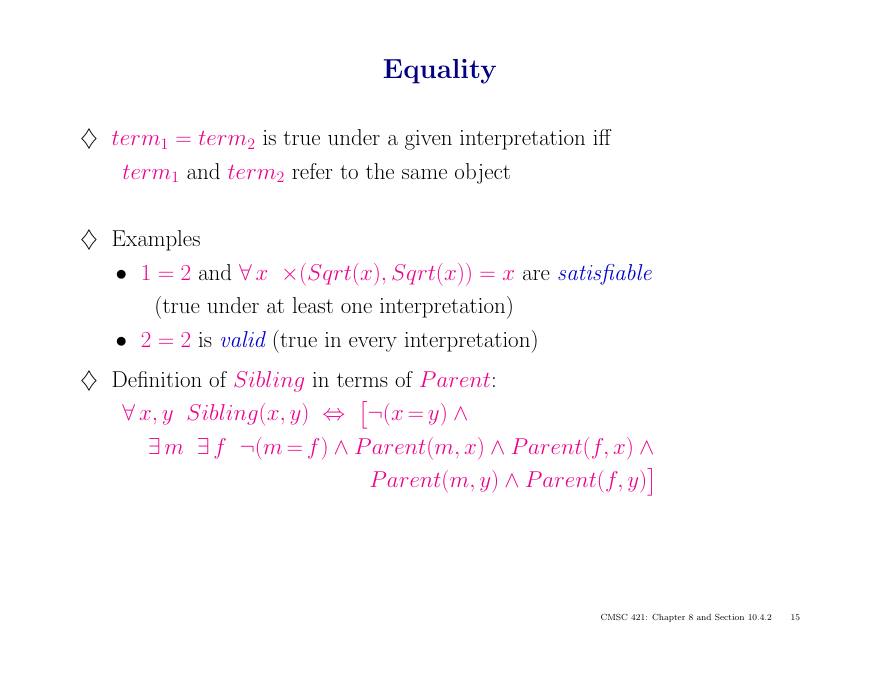 Equality
♢ term₁ = term₂ is true under a given interpretation iff
term₁ and term₂ refer to the same object
♢ Examples
• 1 = 2 and ∀ x ×(Sqrt(x), Sqrt(x)) = x are satisfiable
(true under at least one interpretation)
• 2 = 2 is valid (true in every interpretation)
♢ Definition of Sibling in terms of Parent:
∀ x, y Sibling(x, y) ⇔ [¬(x = y) ∧
∃ m ∃ f ¬(m = f) ∧ Parent(m, x) ∧ Parent(f, x) ∧
Parent(m, y) ∧ Parent(f, y)]
CMSC 421: Chapter 8 and Section 10.4.2 15